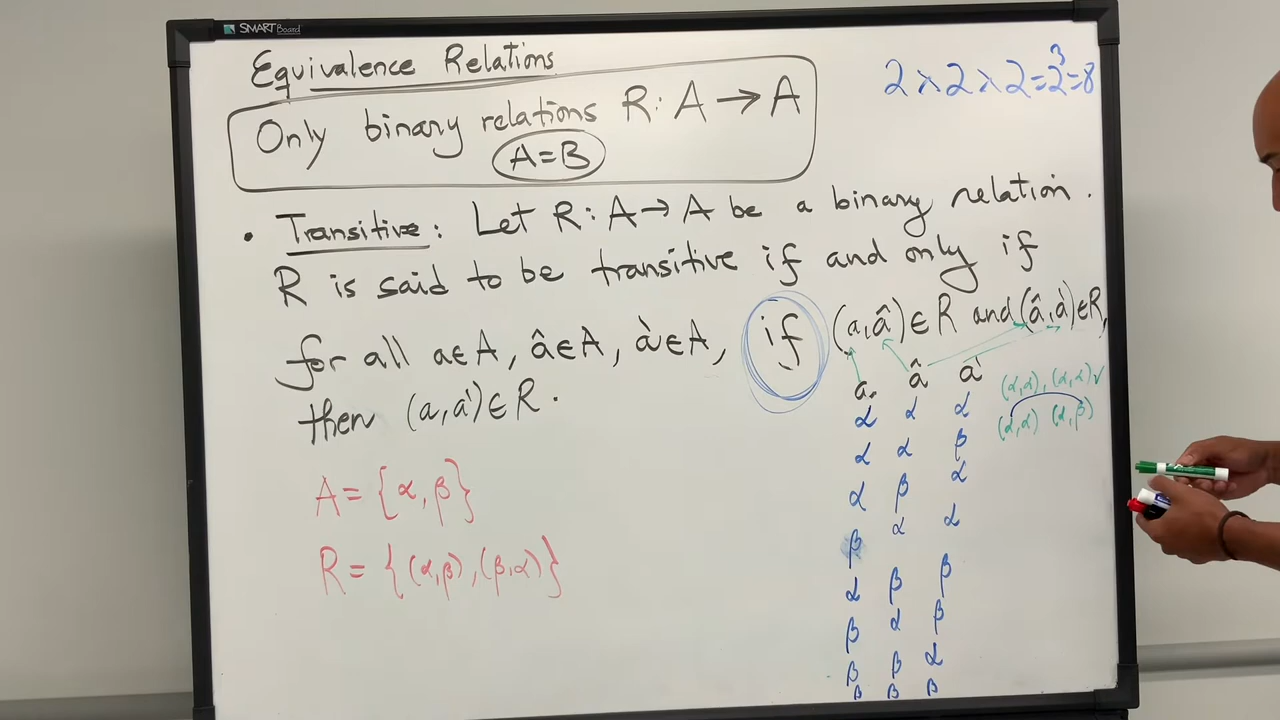 SMART Board
Equivalence Relations
2 × 2 × 2 = 2³ = 8
Only binary relations R: A → A
A = B
• Transitive: Let R: A → A be a binary relation.
R is said to be transitive if and only if
for all a∈A, â∈A, à∈A, if (a,â)∈R and (â,à)∈R,
then (a,à)∈R.
a â à
(α,α), (α,α) ✓
α α α
(α,α) (α,β)
α α β
α β α
β α α
α β β
β α β
β β α
β β β
A = {α, β}
R = {(α,β), (β,α)}